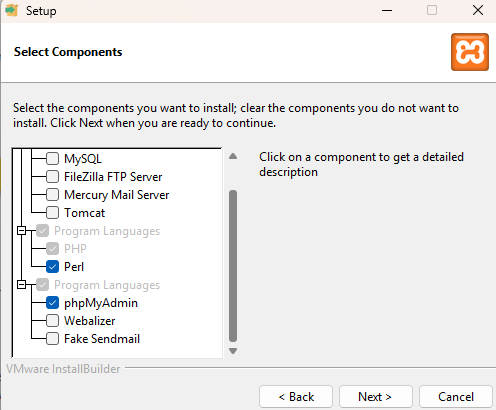 Setup
Select Components
Select the components you want to install; clear the components you do not want to
install. Click Next when you are ready to continue.
MySQL
FileZilla FTP Server
Mercury Mail Server
Tomcat
Program Languages
PHP
Perl
Program Languages
phpMyAdmin
Webalizer
Fake Sendmail
Click on a component to get a detailed
description
VMware InstallBuilder
< Back
Next >
Cancel